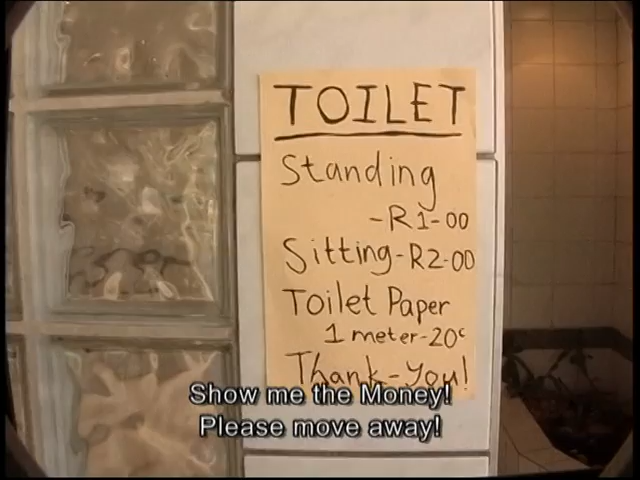 TOILET
Standing
-R1-00
Sitting-R2-00
Toilet Paper
1 meter-20c
Thank-You!
Show me the Money!
Please move away!